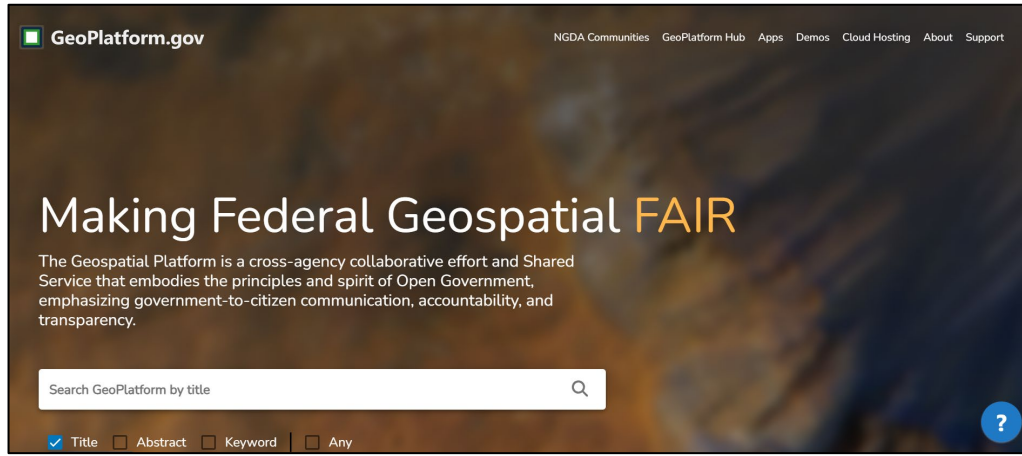 GeoPlatform.gov
NGDA Communities GeoPlatform Hub Apps Demos Cloud Hosting About Support
Making Federal Geospatial FAIR
The Geospatial Platform is a cross-agency collaborative effort and Shared
Service that embodies the principles and spirit of Open Government,
emphasizing government-to-citizen communication, accountability, and
transparency.
Search GeoPlatform by title
?
Title Abstract Keyword Any